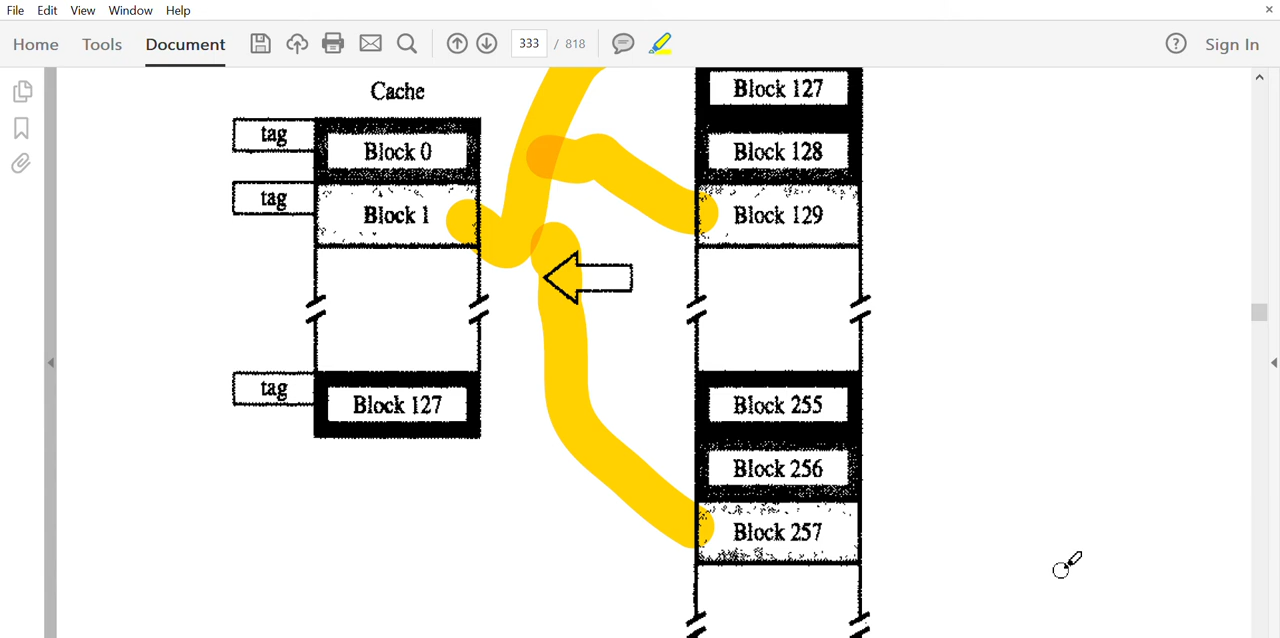 File Edit View Window Help
Home Tools Document 333 / 818 Sign In
Cache
Block 127
tag Block 0 Block 128
tag Block 1 Block 129
tag Block 127 Block 255
Block 256
Block 257